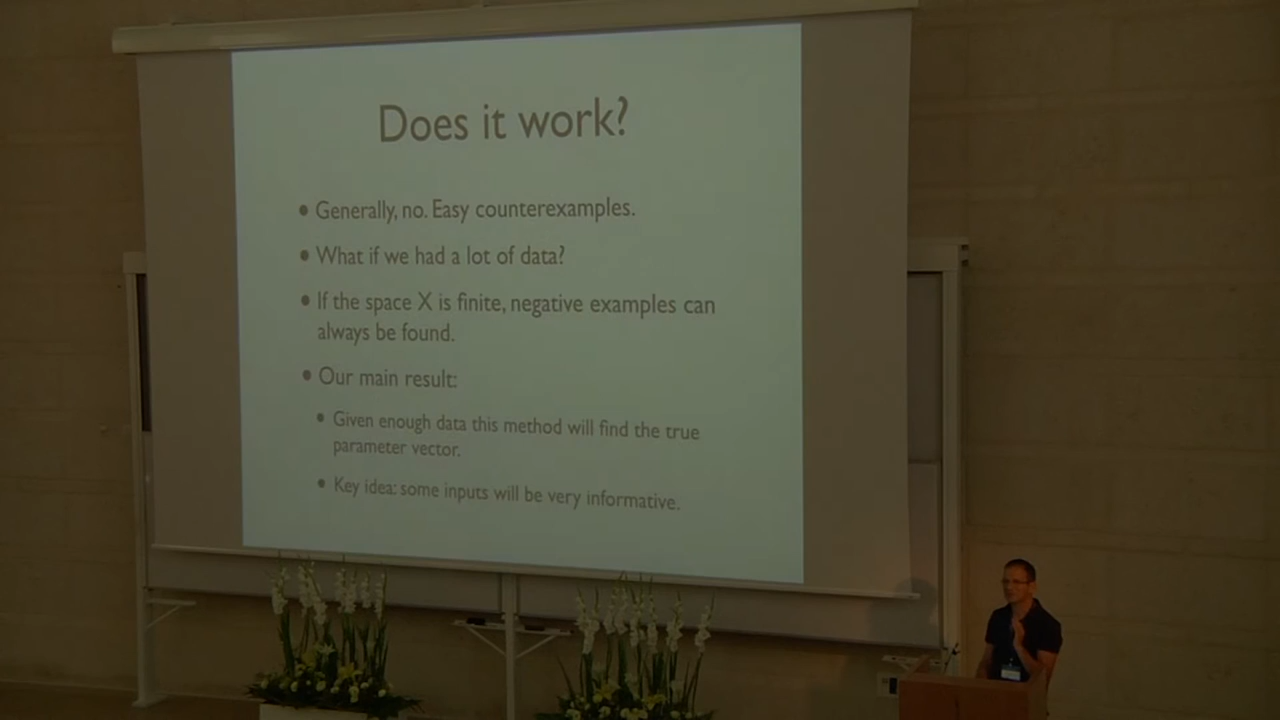 Does it work?
• Generally, no. Easy counterexamples.
• What if we had a lot of data?
• If the space X is finite, negative examples can
always be found.
• Our main result:
• Given enough data this method will find the true
parameter vector.
• Key idea: some inputs will be very informative.